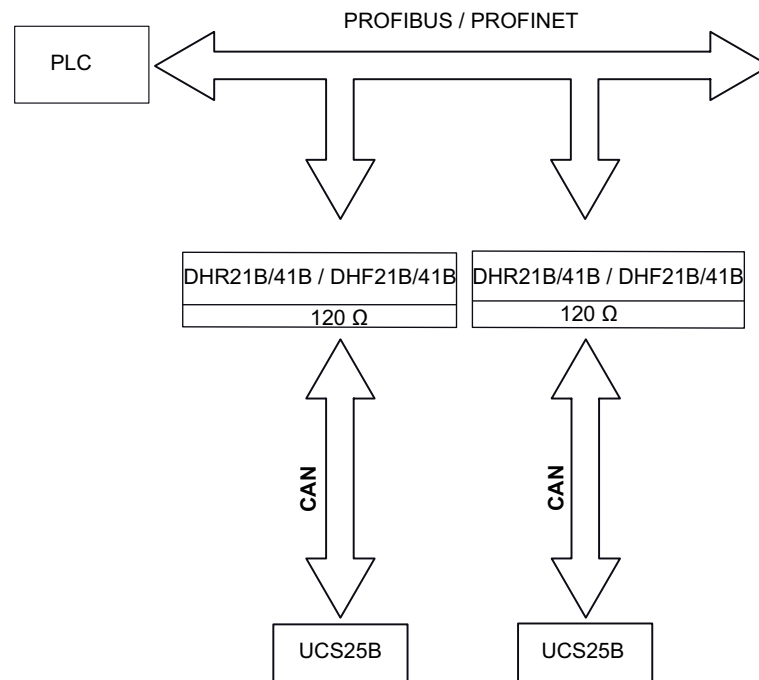 PROFIBUS / PROFINET
PLC
DHR21B/41B / DHF21B/41B
DHR21B/41B / DHF21B/41B
120 Ω
120 Ω
CAN
CAN
UCS25B
UCS25B